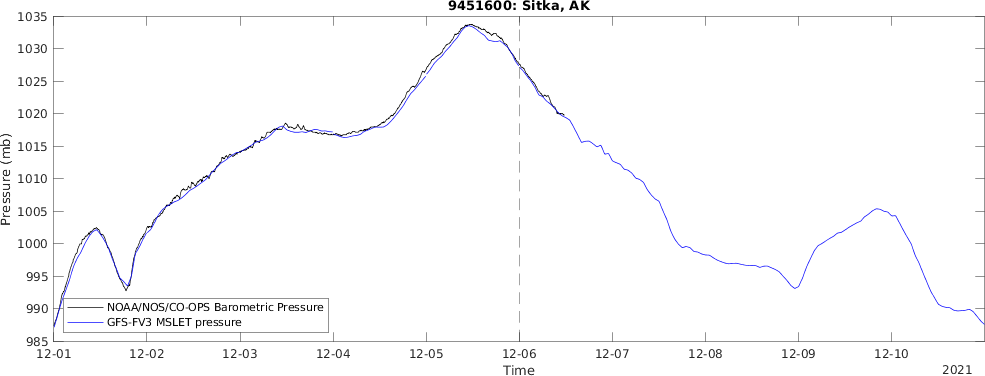 9451600: Sitka, AK
Pressure (mb)
1035
1030
1025
1020
1015
1010
1005
1000
995
990
985
NOAA/NOS/CO-OPS Barometric Pressure
GFS-FV3 MSLET pressure
12-01 12-02 12-03 12-04 12-05 12-06 12-07 12-08 12-09 12-10
Time
2021